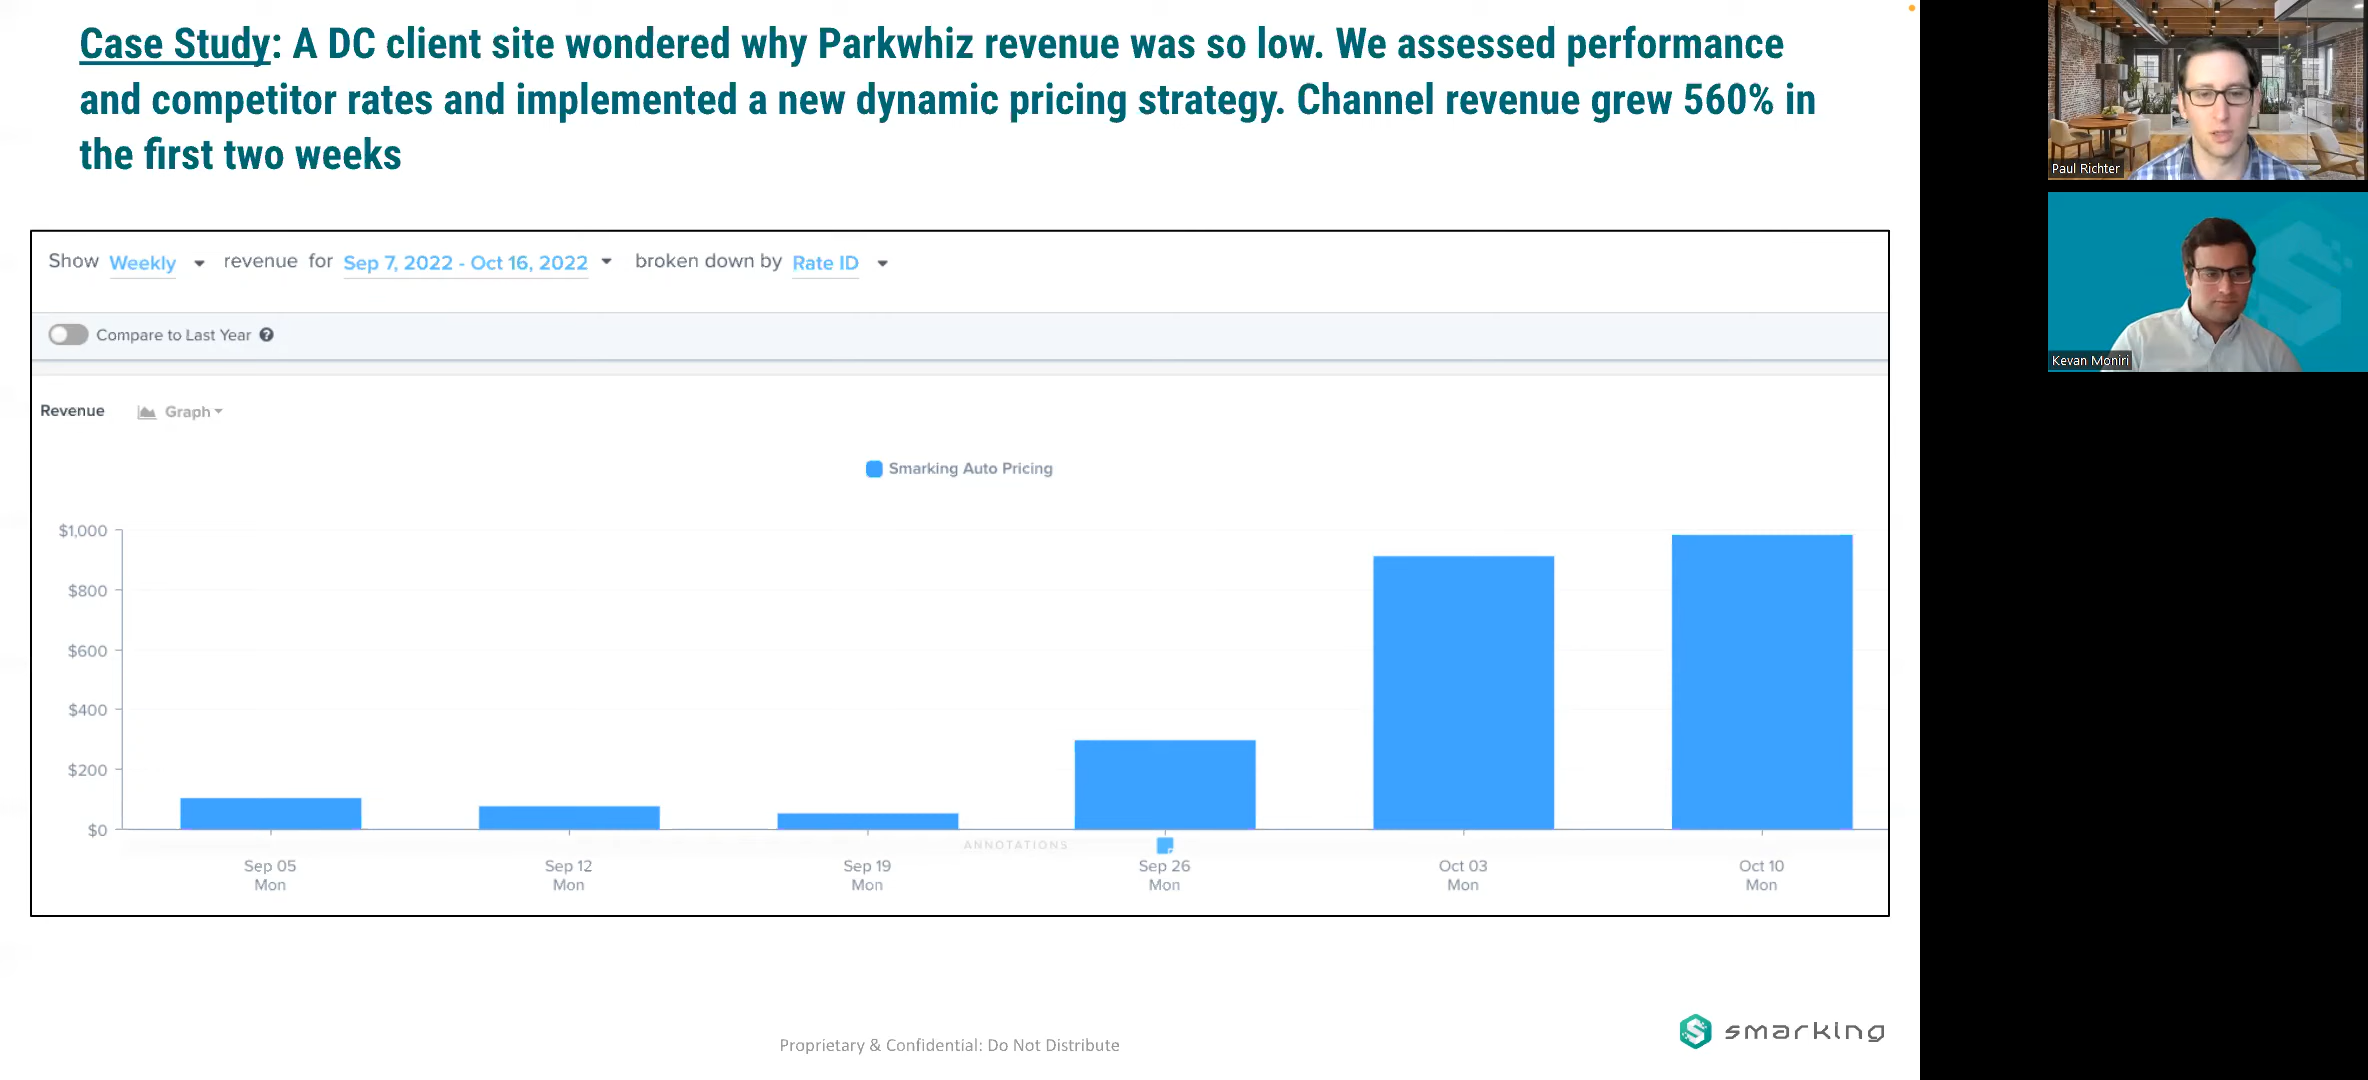 Case Study: A DC client site wondered why Parkwhiz revenue was so low. We assessed performance
and competitor rates and implemented a new dynamic pricing strategy. Channel revenue grew 560% in
the first two weeks
Show Weekly revenue for Sep 7, 2022 - Oct 16, 2022 broken down by Rate ID
Compare to Last Year ?
Revenue Graph
Smarking Auto Pricing
$1,000
$800
$600
$400
$200
$0
ANNOTATIONS
Sep 05 Sep 12 Sep 19 Sep 26 Oct 03 Oct 10
Mon Mon Mon Mon Mon Mon
Proprietary & Confidential: Do Not Distribute
smarking
Paul Richter
Kevan Moniri